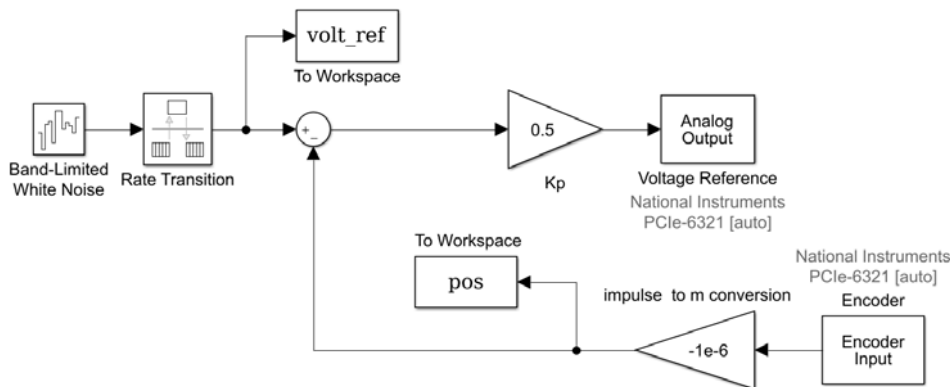 volt_ref
To Workspace
Band-Limited
White Noise
Rate Transition
+
-
0.5
Kp
Analog
Output
Voltage Reference
National Instruments
PCIe-6321 [auto]
To Workspace
pos
impulse to m conversion
-1e-6
National Instruments
PCIe-6321 [auto]
Encoder
Encoder
Input